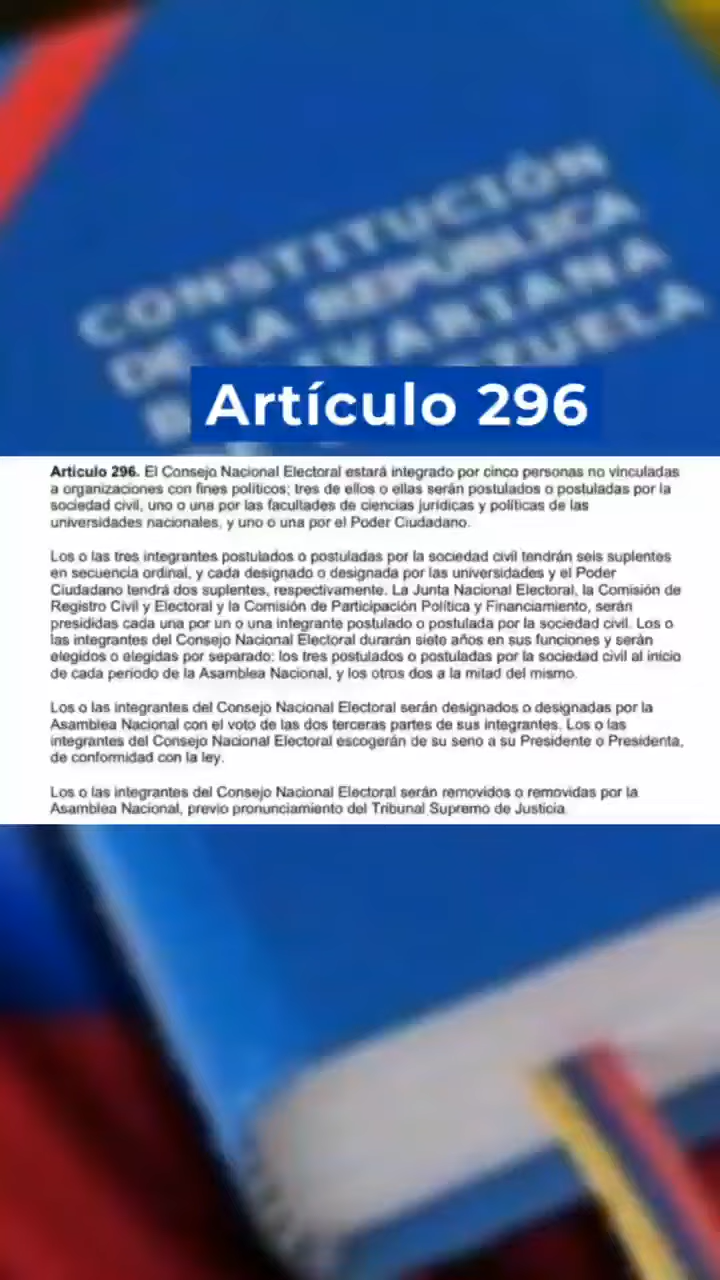 CONSTITUCIÓN
DE LA REPÚBLICA
BOLIVARIANA
Artículo 296
Articulo 296. El Consejo Nacional Electoral estará integrado por cinco personas no vinculadas
a organizaciones con fines políticos; tres de ellos o ellas serán postulados o postuladas por la
sociedad civil, uno o una por las facultades de ciencias jurídicas y políticas de las
universidades nacionales, y uno o una por el Poder Ciudadano.
Los o las tres integrantes postulados o postuladas por la sociedad civil tendrán seis suplentes
en secuencia ordinal, y cada designado o designada por las universidades y el Poder
Ciudadano tendrá dos suplentes, respectivamente. La Junta Nacional Electoral, la Comisión de
Registro Civil y Electoral y la Comisión de Participación Política y Financiamiento, serán
presididas cada una por un o una integrante postulado o postulada por la sociedad civil. Los o
las integrantes del Consejo Nacional Electoral durarán siete años en sus funciones y serán
elegidos o elegidas por separado: los tres postulados o postuladas por la sociedad civil al inicio
de cada período de la Asamblea Nacional, y los otros dos a la mitad del mismo.
Los o las integrantes del Consejo Nacional Electoral serán designados o designadas por la
Asamblea Nacional con el voto de las dos terceras partes de sus integrantes. Los o las
integrantes del Consejo Nacional Electoral escogerán de su seno a su Presidente o Presidenta,
de conformidad con la ley.
Los o las integrantes del Consejo Nacional Electoral serán removidos o removidas por la
Asamblea Nacional, previo pronunciamiento del Tribunal Supremo de Justicia.